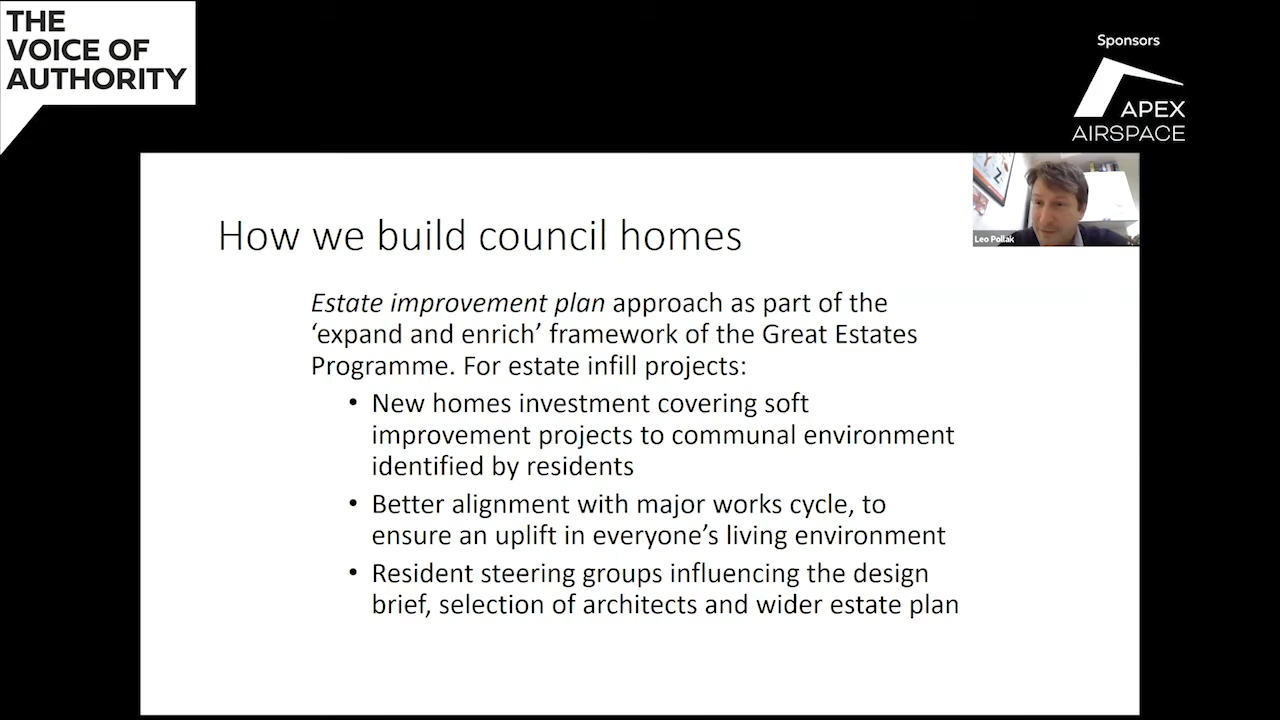 THE
VOICE OF
AUTHORITY
Sponsors
APEX
AIRSPACE
Leo Pollak
How we build council homes
Estate improvement plan approach as part of the
‘expand and enrich’ framework of the Great Estates
Programme. For estate infill projects:
• New homes investment covering soft
improvement projects to communal environment
identified by residents
• Better alignment with major works cycle, to
ensure an uplift in everyone’s living environment
• Resident steering groups influencing the design
brief, selection of architects and wider estate plan